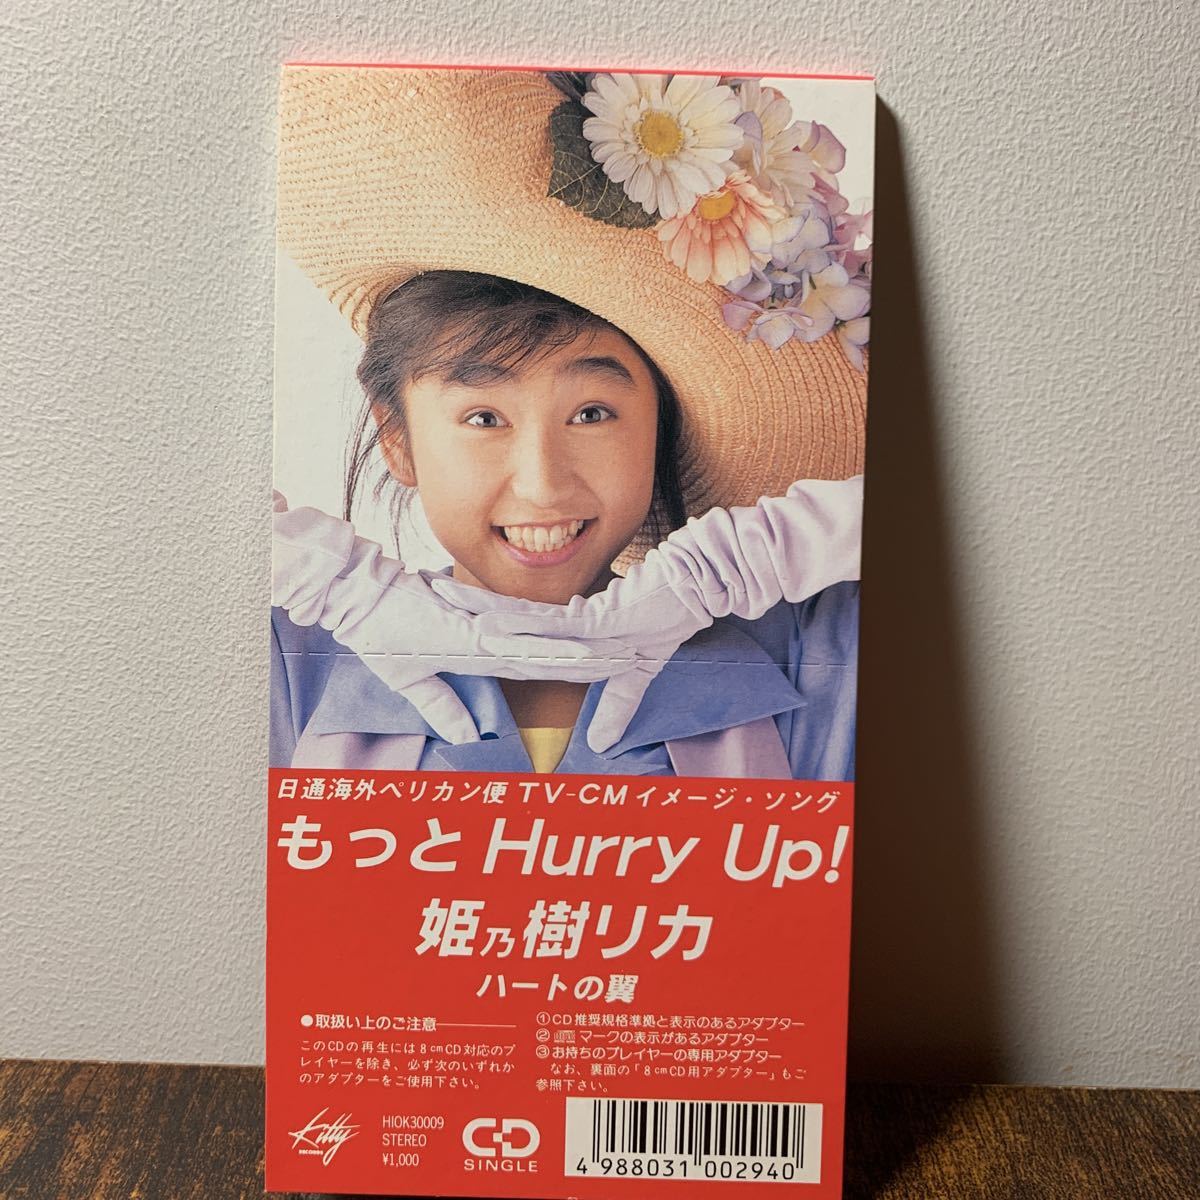 日通海外ペリカン便 TV-CMイメージ・ソング
もっと Hurry Up!
姫乃樹リカ
ハートの翼
●取扱い上のご注意
このCDの再生には8cmCD対応のプ
レイヤーを除き、必ず次のいずれか
のアダプターをご使用下さい。
①CD推奨規格準拠と表示のあるアダプター
②マークの表示があるアダプター
③お持ちのプレイヤーの専用アダプター
なお、裏面の「8cmCD用アダプター」もご
参照下さい。
Kitty
RECORDS
HIOK30009
STEREO
¥1,000
CD
SINGLE
4 988031 002940